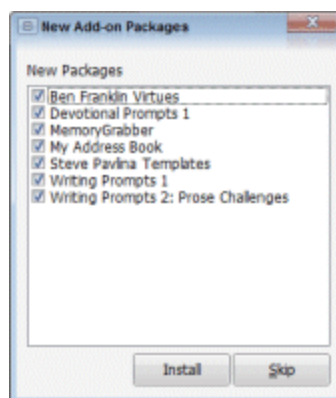 New Add-on Packages
New Packages
Ben Franklin Virtues
Devotional Prompts 1
MemoryGrabber
My Address Book
Steve Pavlina Templates
Writing Prompts 1
Writing Prompts 2: Prose Challenges
Install Skip